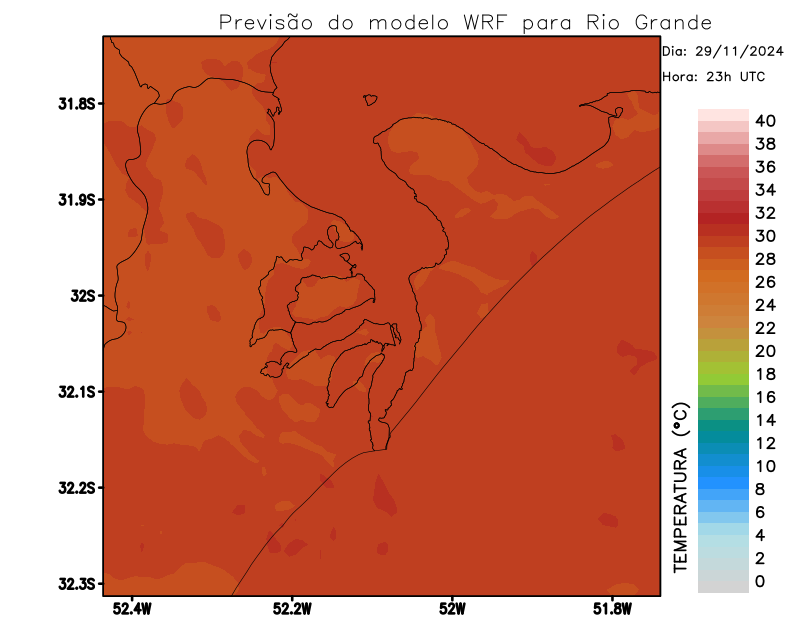 Previsão do modelo WRF para Rio Grande
Dia: 29/11/2024
Hora: 23h UTC
31.8S
31.9S
32S
32.1S
32.2S
32.3S
52.4W
52.2W
52W
51.8W
TEMPERATURA (°C)
40
38
36
34
32
30
28
26
24
22
20
18
16
14
12
10
8
6
4
2
0